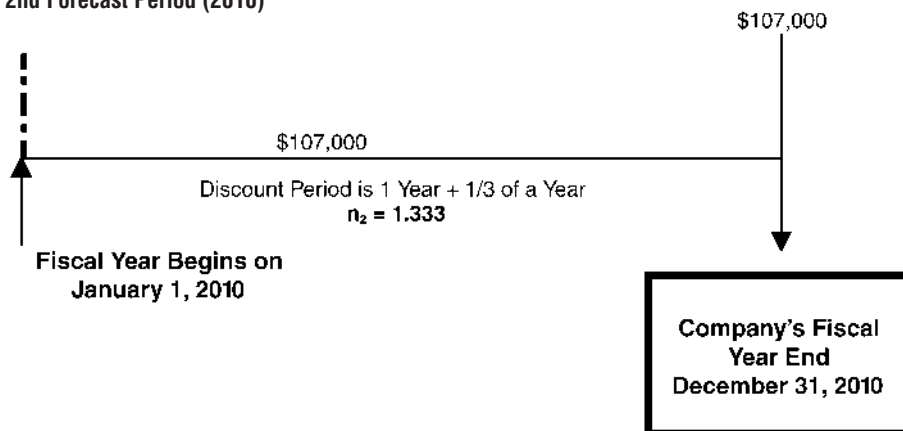 2nd Forecast Period (2010)
$107,000
$107,000
Discount Period is 1 Year + 1/3 of a Year
n₂ = 1.333
Fiscal Year Begins on
January 1, 2010
Company's Fiscal
Year End
December 31, 2010